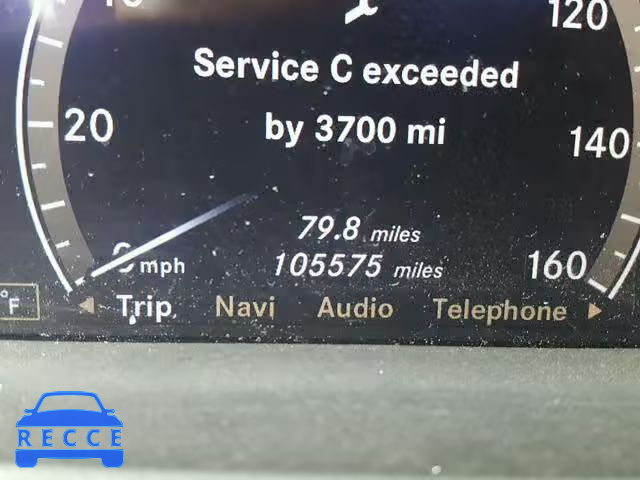 120
Service C exceeded
20
by 3700 mi
140
79.8 miles
0 mph
105575 miles
160
°F
Trip Navi Audio Telephone
RECCE